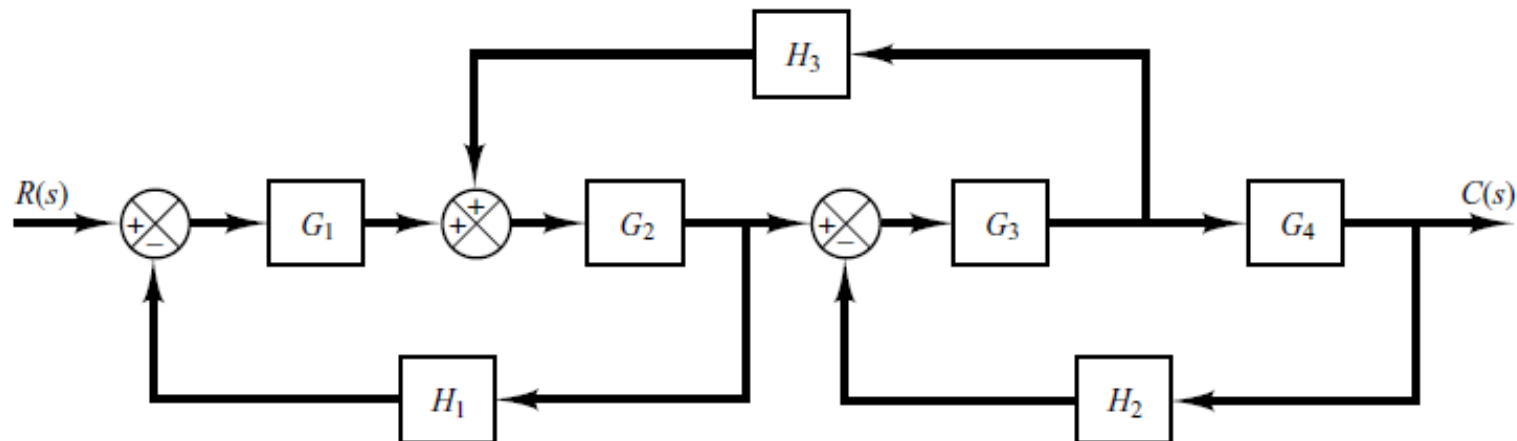 H₃
R(s) + − G₁ + + G₂ + − G₃ G₄ C(s)
H₁ H₂